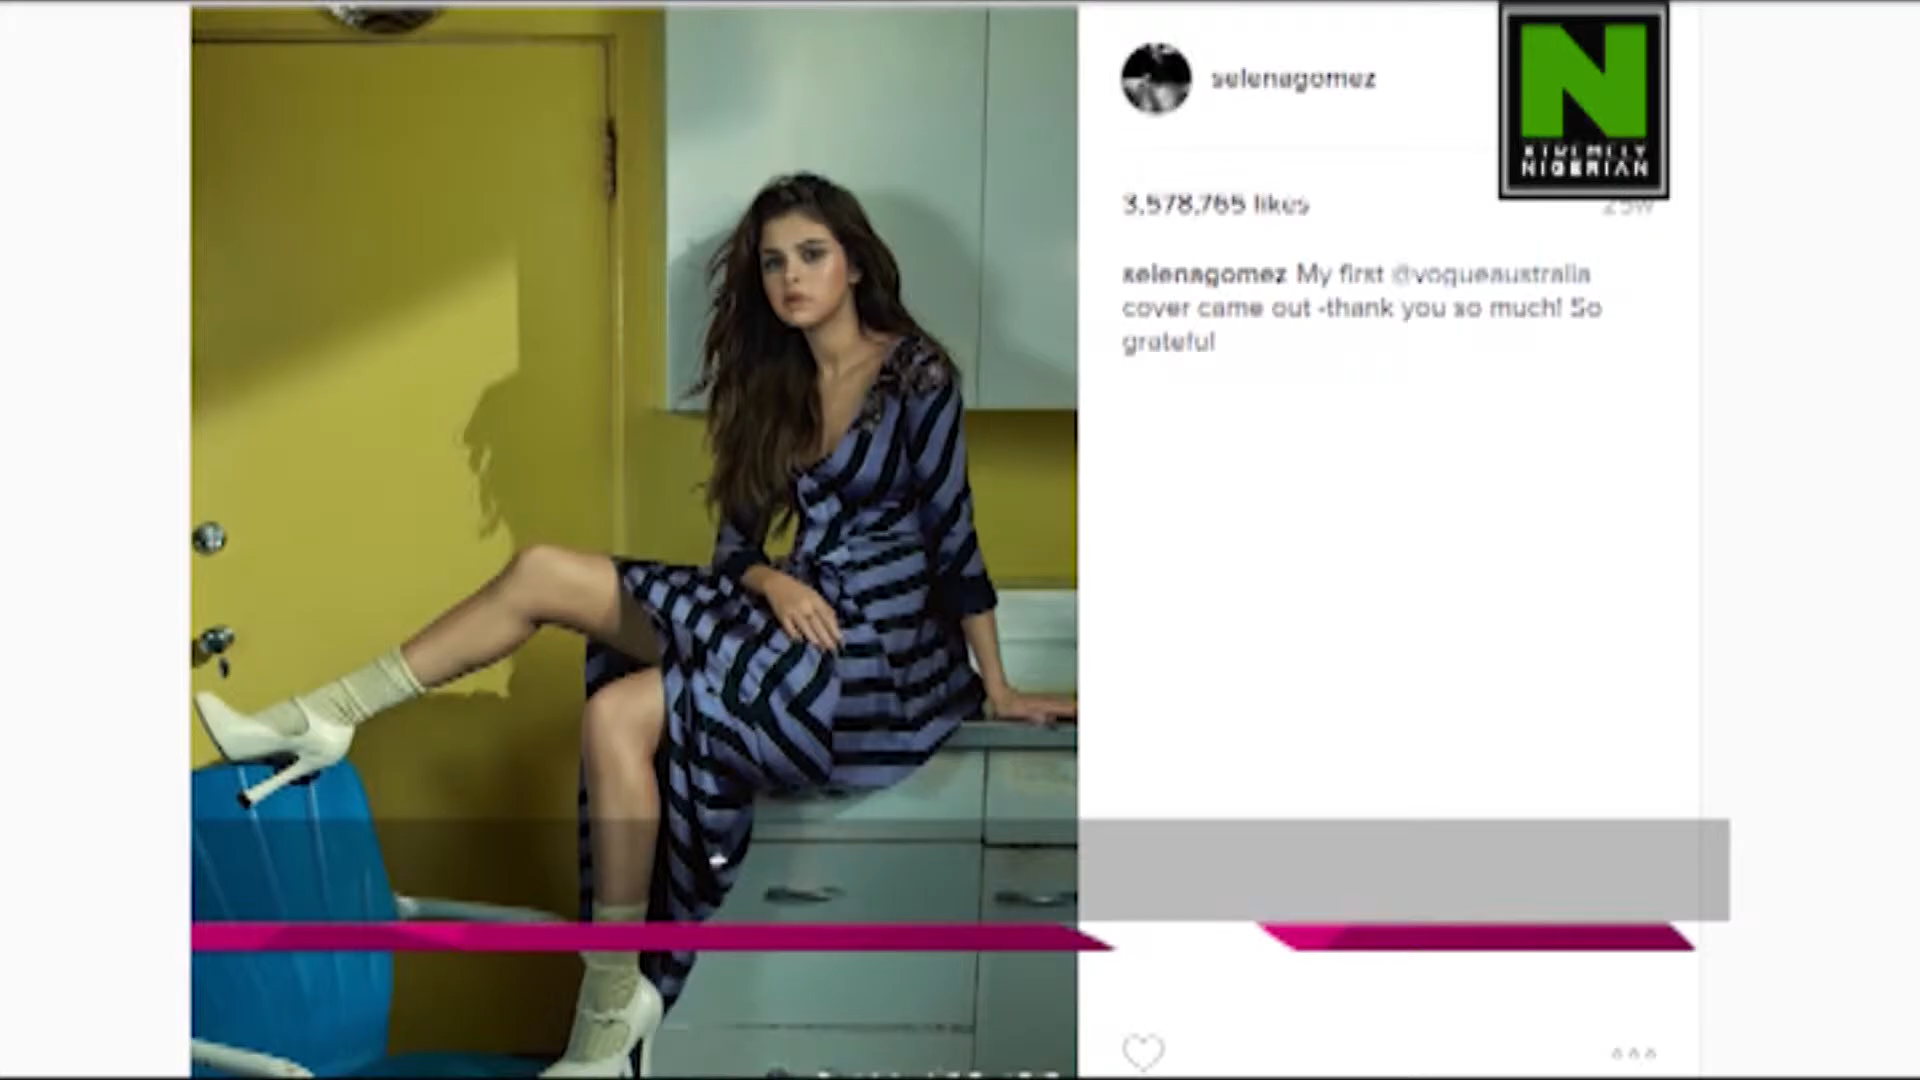 selenagomez
N
NIGERIAN
3,578,765 likes
25w
selenagomez My first @vogueaustralia
cover came out -thank you so much! So
grateful